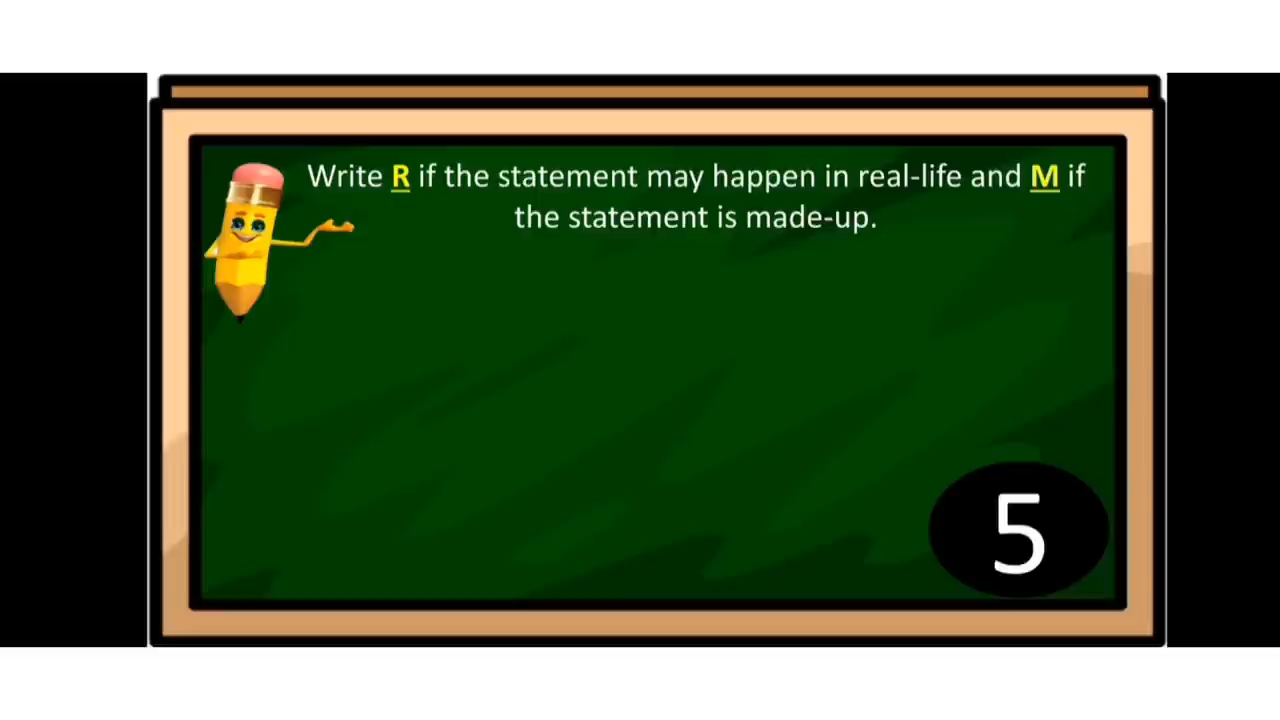 Write R if the statement may happen in real-life and M if
the statement is made-up.
5